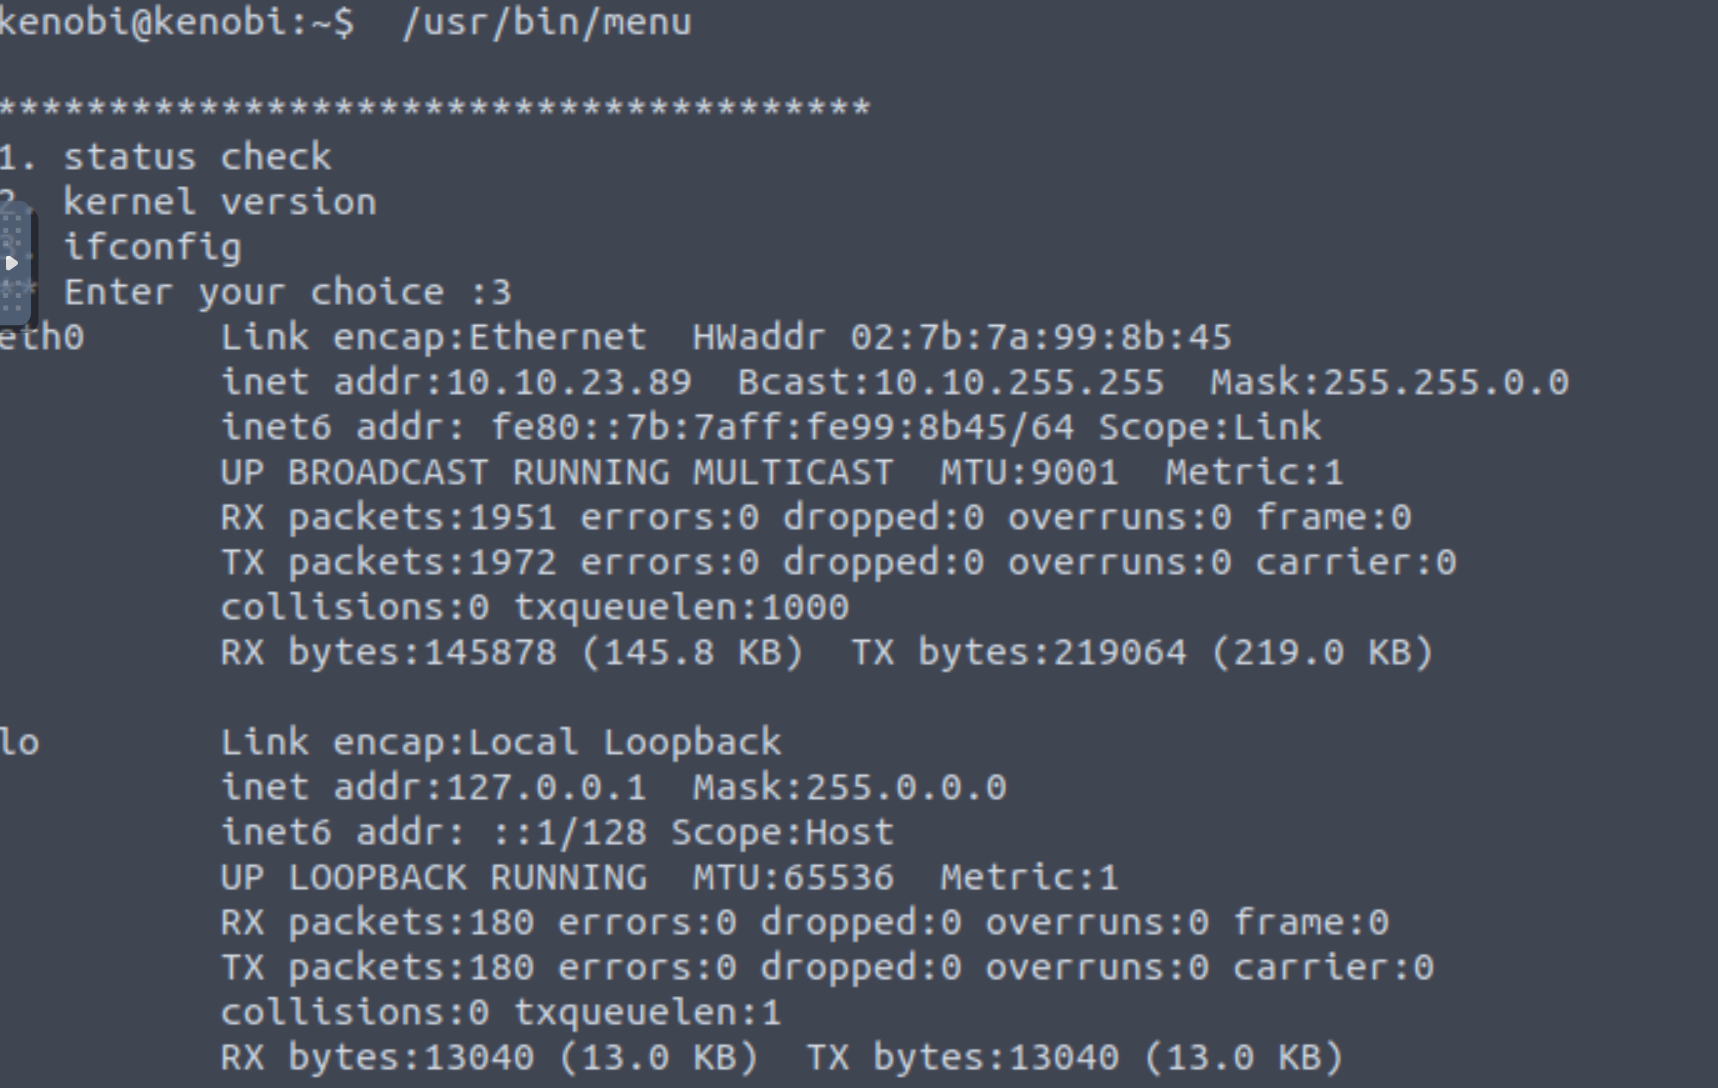 kenobi@kenobi:~$  /usr/bin/menu
***************************************
1. status check
2. kernel version
3. ifconfig
** Enter your choice :3
eth0      Link encap:Ethernet  HWaddr 02:7b:7a:99:8b:45
          inet addr:10.10.23.89  Bcast:10.10.255.255  Mask:255.255.0.0
          inet6 addr: fe80::7b:7aff:fe99:8b45/64 Scope:Link
          UP BROADCAST RUNNING MULTICAST  MTU:9001  Metric:1
          RX packets:1951 errors:0 dropped:0 overruns:0 frame:0
          TX packets:1972 errors:0 dropped:0 overruns:0 carrier:0
          collisions:0 txqueuelen:1000
          RX bytes:145878 (145.8 KB)  TX bytes:219064 (219.0 KB)
lo        Link encap:Local Loopback
          inet addr:127.0.0.1  Mask:255.0.0.0
          inet6 addr: ::1/128 Scope:Host
          UP LOOPBACK RUNNING  MTU:65536  Metric:1
          RX packets:180 errors:0 dropped:0 overruns:0 frame:0
          TX packets:180 errors:0 dropped:0 overruns:0 carrier:0
          collisions:0 txqueuelen:1
          RX bytes:13040 (13.0 KB)  TX bytes:13040 (13.0 KB)